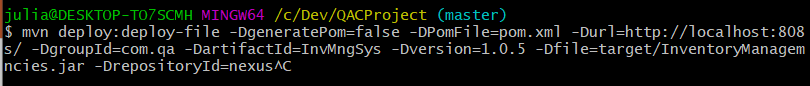 julia@DESKTOP-TO7SCMH MINGW64 /c/Dev/QACProject (master)
$ mvn deploy:deploy-file -DgeneratePom=false -DPomFile=pom.xml -Durl=http://localhost:808
s/ -DgroupId=com.qa -DartifactId=InvMngSys -Dversion=1.0.5 -Dfile=target/InventoryManagem
ncies.jar -DrepositoryId=nexus^C